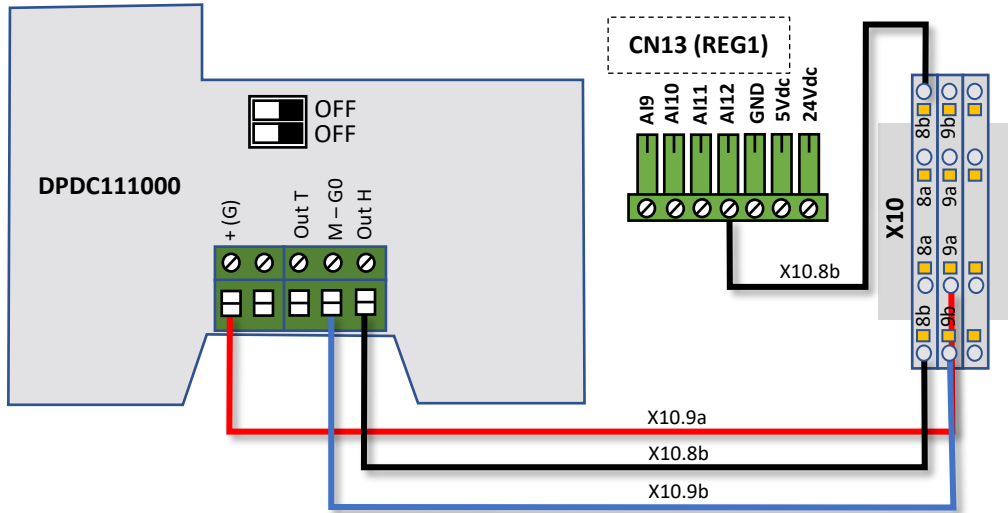 CN13 (REG1)
AI9
AI10
AI11
AI12
GND
5Vdc
24Vdc
OFF
OFF
DPDC111000
+ (G)
Out T
M – G0
Out H
X10
8b
9b
8a
9a
8a
9a
8b
9b
X10.8b
X10.9a
X10.8b
X10.9b